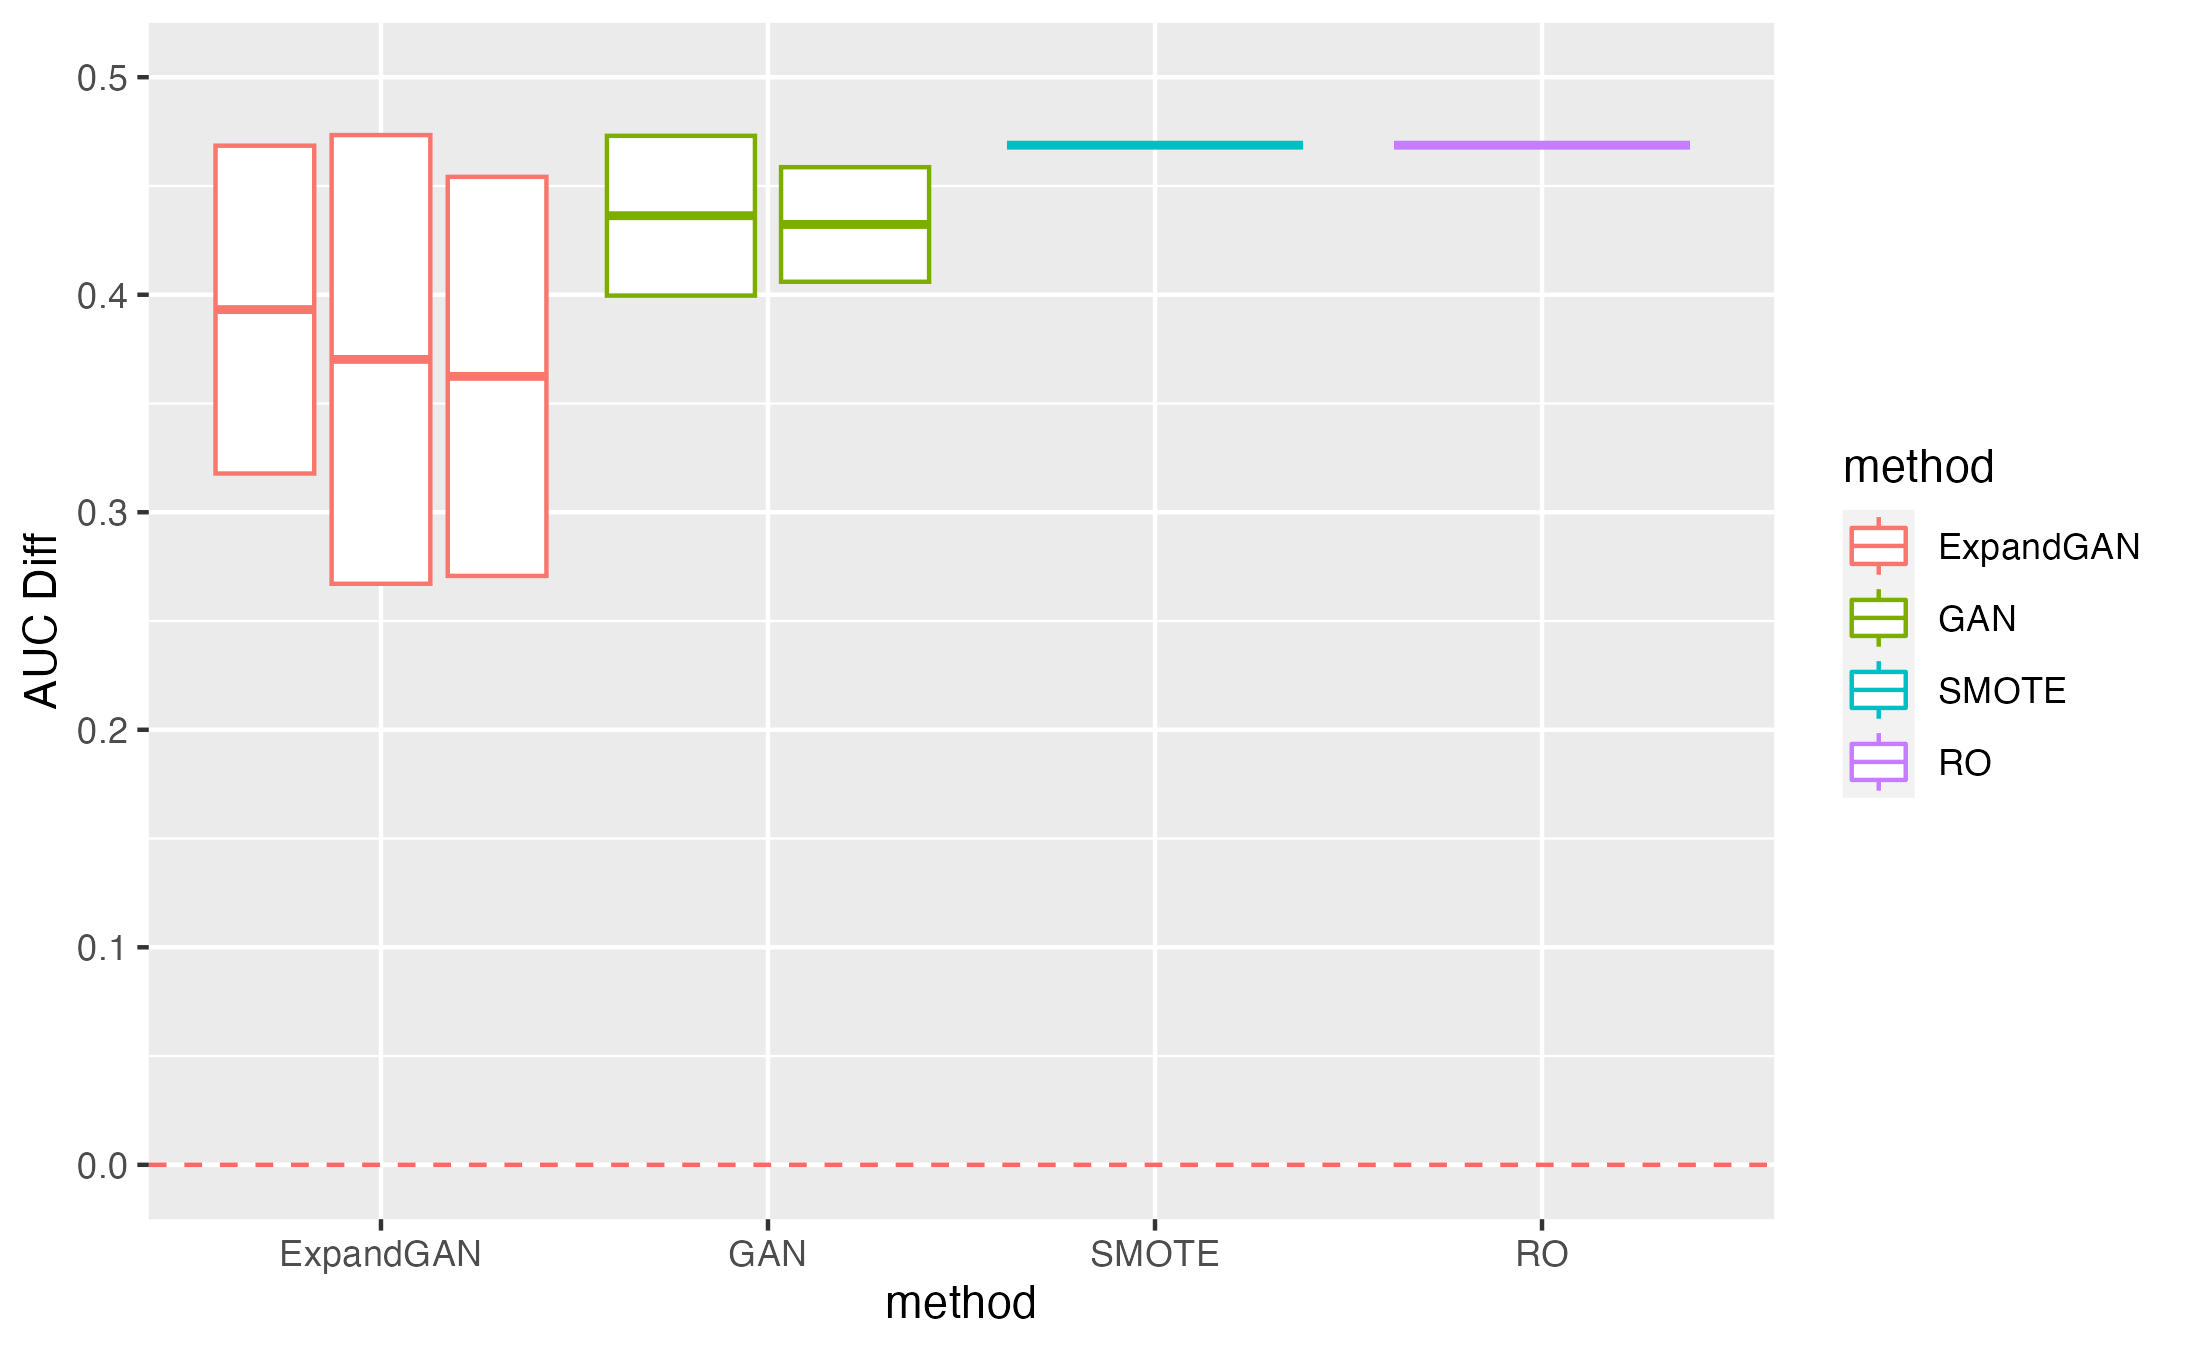 0.5
0.4
0.3
0.2
0.1
0.0
AUC Diff
ExpandGAN
GAN
SMOTE
RO
method
method
ExpandGAN
GAN
SMOTE
RO